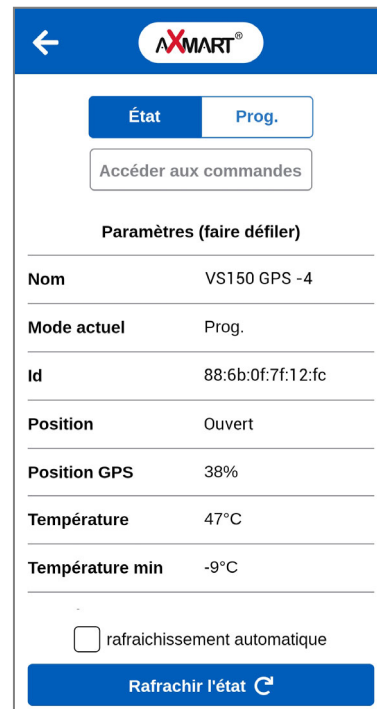 AXMART®
État Prog.
Accéder aux commandes
Paramètres (faire défiler)
Nom VS150 GPS -4
Mode actuel Prog.
Id 88:6b:0f:7f:12:fc
Position Ouvert
Position GPS 38%
Température 47°C
Température min -9°C
rafraichissement automatique
Rafrachir l'état